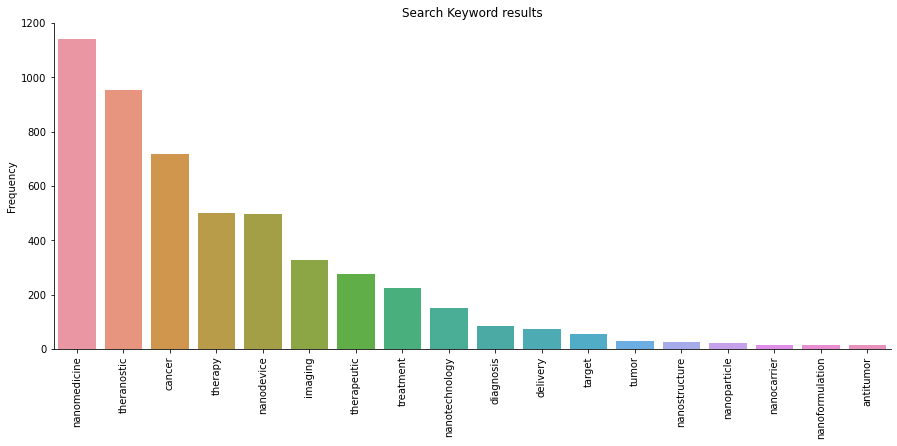 Search Keyword results
Frequency
1200
1000
800
600
400
200
0
nanomedicine
theranostic
cancer
therapy
nanodevice
imaging
therapeutic
treatment
nanotechnology
diagnosis
delivery
target
tumor
nanostructure
nanoparticle
nanocarrier
nanoformulation
antitumor